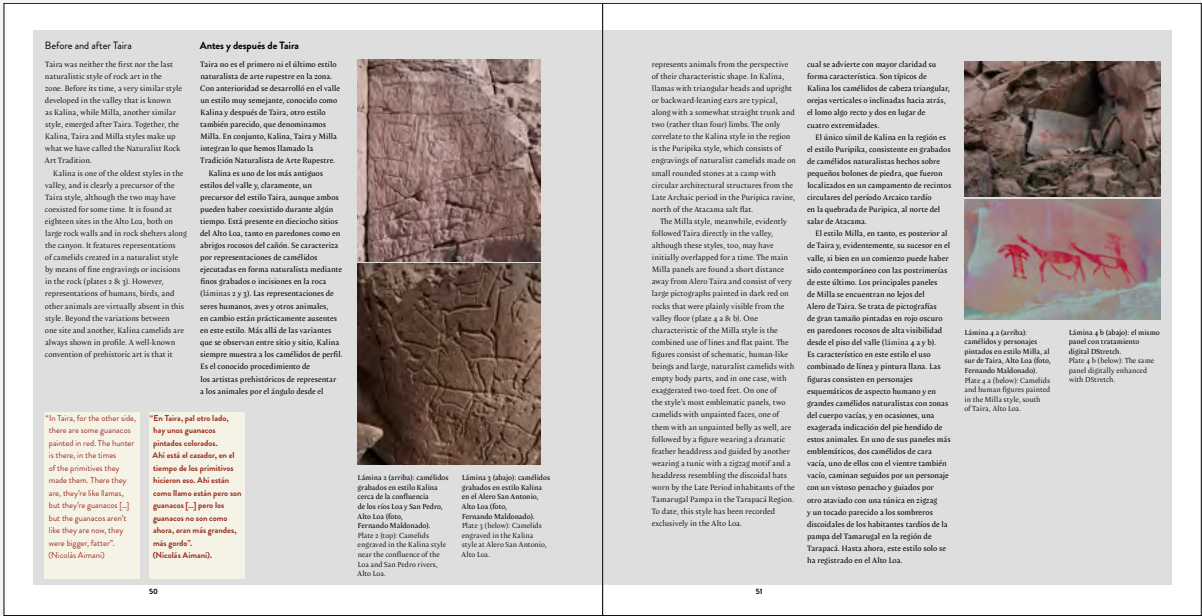 Before and after Taira
Taira was neither the first nor the last
naturalistic style of rock art in the
zone. Before its time, a very similar style
developed in the valley that is known
as Kalina, while Milla, another similar
style, emerged after Taira. Together, the
Kalina, Taira and Milla styles make up
what we have called the Naturalist Rock
Art Tradition.
Kalina is one of the oldest styles in the
valley, and is clearly a precursor of the
Taira style, although the two may have
coexisted for some time. It is found at
eighteen sites in the Alto Loa, both on
large rock walls and in rock shelters along
the canyon. It features representations
of camelids created in a naturalist style
by means of fine engravings or incisions
in the rock (plates 2 & 3). However,
representations of humans, birds, and
other animals are virtually absent in this
style. Beyond the variations between
one site and another, Kalina camelids are
always shown in profile. A well-known
convention of prehistoric art is that it
Antes y después de Taira
Taira no es el primero ni el último estilo
naturalista de arte rupestre en la zona.
Con anterioridad se desarrolló en el valle
un estilo muy semejante, conocido como
Kalina y después de Taira, otro estilo
también parecido, que denominamos
Milla. En conjunto, Kalina, Taira y Milla
integran lo que hemos llamado la
Tradición Naturalista de Arte Rupestre.
Kalina es uno de los más antiguos
estilos del valle y, claramente, un
precursor del estilo Taira, aunque ambos
pueden haber coexistido durante algún
tiempo. Está presente en dieciocho sitios
del Alto Loa, tanto en paredones como en
abrigos rocosos del cañón. Se caracteriza
por representaciones de camélidos
ejecutadas en forma naturalista mediante
finos grabados o incisiones en la roca
(láminas 2 y 3). Las representaciones de
seres humanos, aves y otros animales,
en cambio están prácticamente ausentes
en este estilo. Más allá de las variantes
que se observan entre sitio y sitio, Kalina
siempre muestra a los camélidos de perfil.
Es el conocido procedimiento de
los artistas prehistóricos de representar
a los animales por el ángulo desde el
"In Taira, for the other side,
there are some guanacos
painted in red. The hunter
is there, in the times
of the primitives they
made them. There they
are, they're like llamas,
but they're guanacos [...]
but the guanacos aren't
like they are now, they
were bigger, fatter".
(Nicolás Aimani)
"En Taira, pal otro lado,
hay unos guanacos
pintados colorados.
Ahí está el cazador, en el
tiempo de los primitivos
hicieron eso. Ahí están
como llamo están pero son
guanacos [...] pero los
guanacos no son como
ahora, eran más grandes,
más gordo".
(Nicolás Aimani).
Lámina 2 (arriba): camélidos
grabados en estilo Kalina
cerca de la confluencia
de los ríos Loa y San Pedro,
Alto Loa (foto,
Fernando Maldonado).
Plate 2 (top): Camelids
engraved in the Kalina style
near the confluence of the
Loa and San Pedro rivers,
Alto Loa.
Lámina 3 (abajo): camélidos
grabados en estilo Kalina
en el Alero San Antonio,
Alto Loa (foto,
Fernando Maldonado).
Plate 3 (below): Camelids
engraved in the Kalina
style at Alero San Antonio,
Alto Loa.
50
represents animals from the perspective
of their characteristic shape. In Kalina,
llamas with triangular heads and upright
or backward-leaning ears are typical,
along with a somewhat straight trunk and
two (rather than four) limbs. The only
correlate to the Kalina style in the region
is the Puripika style, which consists of
engravings of naturalist camelids made on
small rounded stones at a camp with
circular architectural structures from the
Late Archaic period in the Puripica ravine,
north of the Atacama salt flat.
The Milla style, meanwhile, evidently
followed Taira directly in the valley,
although these styles, too, may have
initially overlapped for a time. The main
Milla panels are found a short distance
away from Alero Taira and consist of very
large pictographs painted in dark red on
rocks that were plainly visible from the
valley floor (plate 4 a & b). One
characteristic of the Milla style is the
combined use of lines and flat paint. The
figures consist of schematic, human-like
beings and large, naturalist camelids with
empty body parts, and in one case, with
exaggerated two-toed feet. On one of
the style's most emblematic panels, two
camelids with unpainted faces, one of
them with an unpainted belly as well, are
followed by a figure wearing a dramatic
feather headdress and guided by another
wearing a tunic with a zigzag motif and a
headdress resembling the discoidal hats
worn by the Late Period inhabitants of the
Tamarugal Pampa in the Tarapacá Region.
To date, this style has been recorded
exclusively in the Alto Loa.
cual se advierte con mayor claridad su
forma característica. Son típicos de
Kalina los camélidos de cabeza triangular,
orejas verticales o inclinadas hacia atrás,
el lomo algo recto y dos en lugar de
cuatro extremidades.
El único símil de Kalina en la región es
el estilo Puripika, consistente en grabados
de camélidos naturalistas hechos sobre
pequeños bolones de piedra, que fueron
localizados en un campamento de recintos
circulares del período Arcaico tardío
en la quebrada de Puripica, al norte del
salar de Atacama.
El estilo Milla, en tanto, es posterior al
de Taira y, evidentemente, su sucesor en el
valle, si bien en un comienzo puede haber
sido contemporáneo con las postrimerías
de este último. Los principales paneles
de Milla se encuentran no lejos del
Alero de Taira. Se trata de pictografías
de gran tamaño pintadas en rojo oscuro
en paredones rocosos de alta visibilidad
desde el piso del valle (lámina 4 a y b).
Es característico en este estilo el uso
combinado de línea y pintura llana. Las
figuras consisten en personajes
esquemáticos de aspecto humano y en
grandes camélidos naturalistas con zonas
del cuerpo vacías, y en ocasiones, una
exagerada indicación del pie hendido de
estos animales. En uno de sus paneles más
emblemáticos, dos camélidos de cara
vacía, uno de ellos con el vientre también
vacío, caminan seguidos por un personaje
con un vistoso penacho y guiados por
otro ataviado con una túnica en zigzag
y un tocado parecido a los sombreros
discoidales de los habitantes tardíos de la
pampa del Tamarugal en la región de
Tarapacá. Hasta ahora, este estilo solo se
ha registrado en el Alto Loa.
Lámina 4 a (arriba):
camélidos y personajes
pintados en estilo Milla, al
sur de Taira, Alto Loa (foto,
Fernando Maldonado).
Plate 4 a (below): Camelids
and human figures painted
in the Milla style, south
of Taira, Alto Loa.
Lámina 4 b (abajo): el mismo
panel con tratamiento
digital DStretch.
Plate 4 b (below): The same
panel digitally enhanced
with DStretch.
51